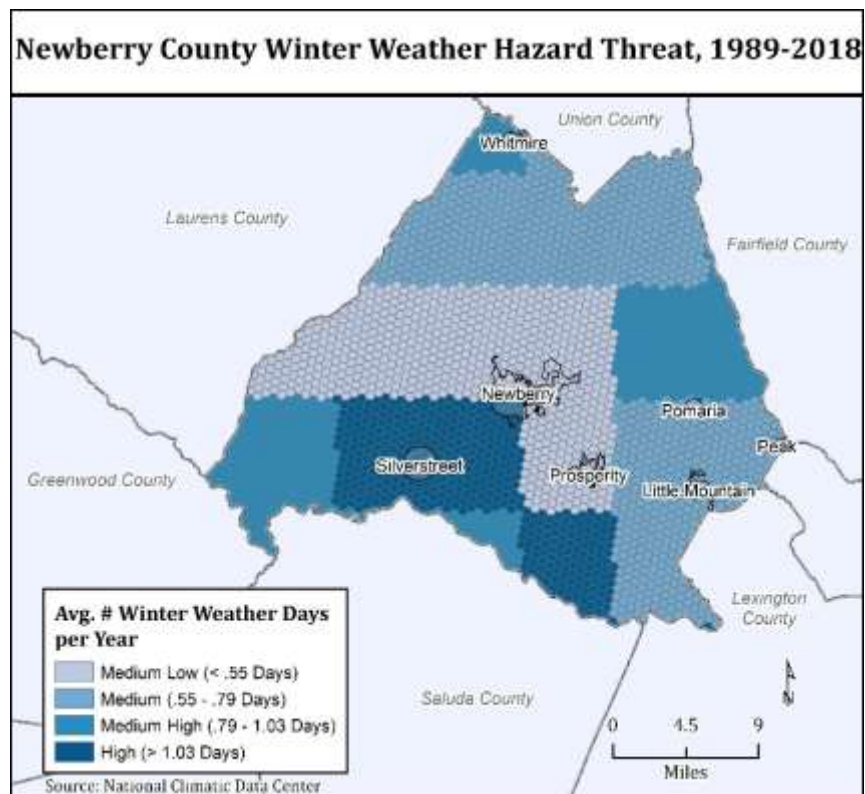 Newberry County Winter Weather Hazard Threat, 1989-2018
Union County
Whitmire
Laurens County
Fairfield County
Newberry
Pomaria
Peak
Silverstreet
Prosperity
Greenwood County
Little Mountain
Lexington
County
Avg. # Winter Weather Days
per Year
Medium Low (< .55 Days)
Medium (.55 - .79 Days)
Medium High (.79 - 1.03 Days)
High (> 1.03 Days)
Saluda County
N
0 4.5 9
Miles
Source: National Climatic Data Center